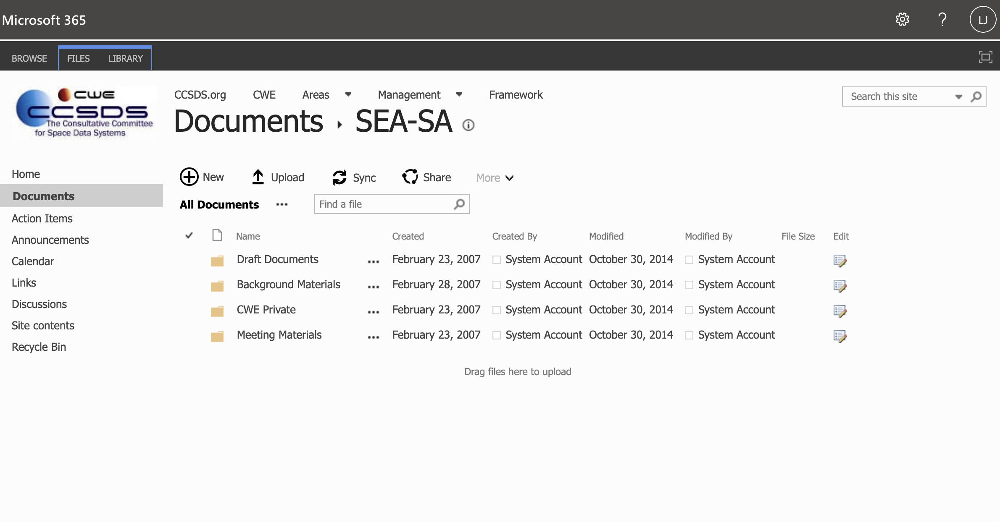 Microsoft 365
LJ
BROWSE FILES LIBRARY
CWE
CCSDS
The Consultative Committee
for Space Data Systems
CCSDS.org CWE Areas Management Framework
Search this site
Documents SEA-SA
Home
Documents
Action Items
Announcements
Calendar
Links
Discussions
Site contents
Recycle Bin
New Upload Sync Share More
All Documents ... Find a file
Name Created Created By Modified Modified By File Size Edit
Draft Documents ... February 23, 2007 System Account October 30, 2014 System Account
Background Materials ... February 28, 2007 System Account October 30, 2014 System Account
CWE Private ... February 23, 2007 System Account October 30, 2014 System Account
Meeting Materials ... February 23, 2007 System Account October 30, 2014 System Account
Drag files here to upload